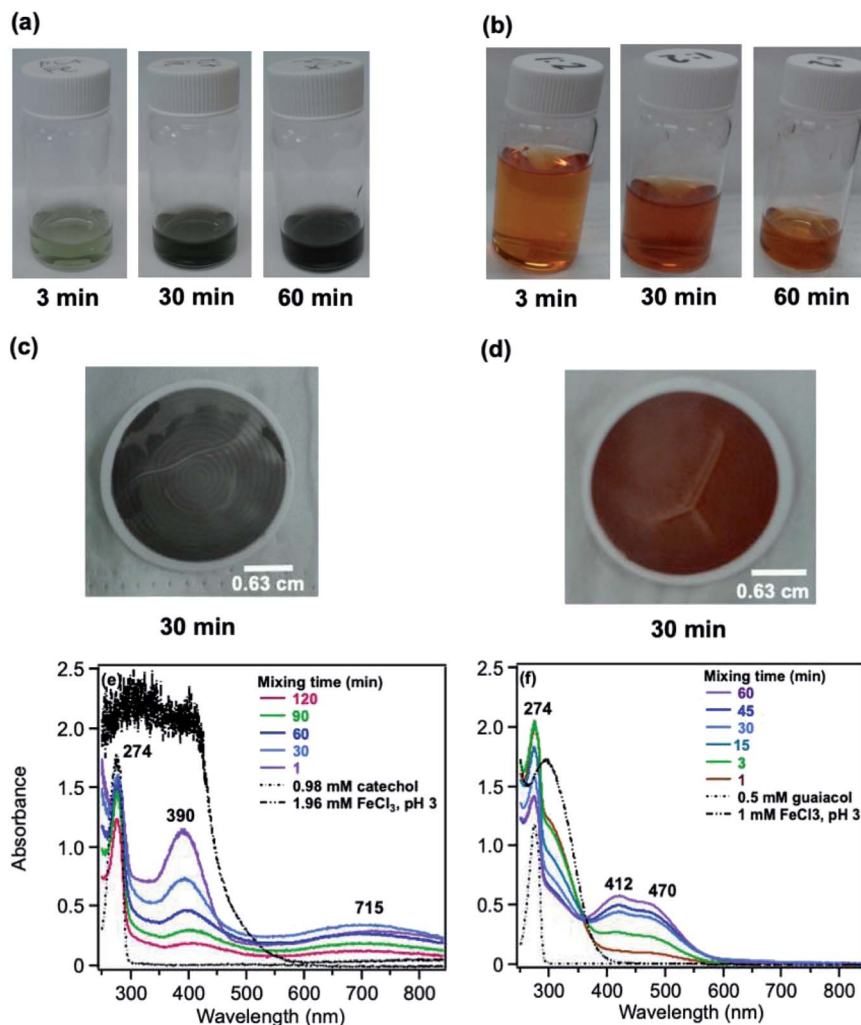 (a)
(b)
3 min 30 min 60 min
3 min 30 min 60 min
(c)
(d)
0.63 cm
0.63 cm
30 min
30 min
(e)
Absorbance
2.5
2.0
1.5
1.0
0.5
0
274
390
715
Mixing time (min)
120
90
60
30
1
0.98 mM catechol
1.96 mM FeCl₃, pH 3
300 400 500 600 700 800
Wavelength (nm)
(f)
2.5
2.0
1.5
1.0
0.5
0
274
412
470
Mixing time (min)
60
45
30
15
3
1
0.5 mM guaiacol
1 mM FeCl3, pH 3
300 400 500 600 700 800
Wavelength (nm)